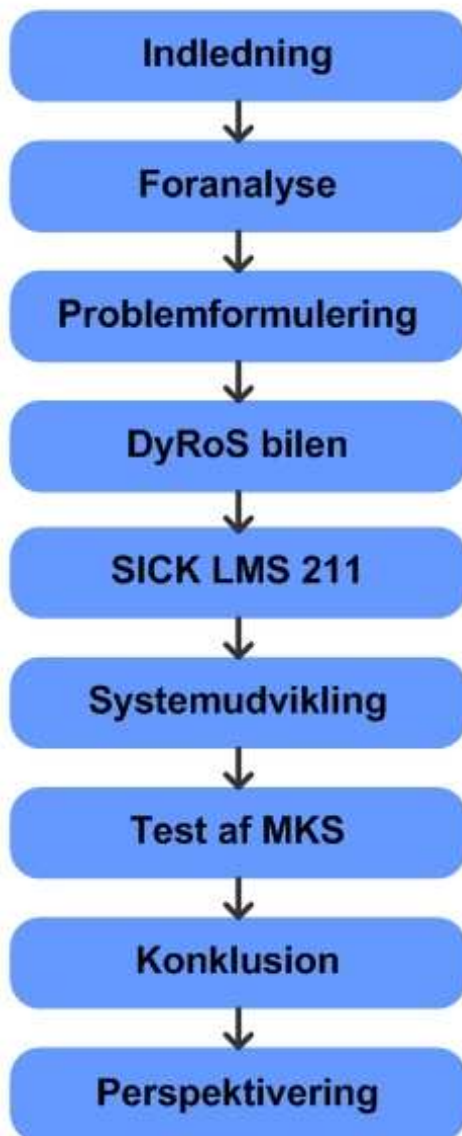 Indledning
Foranalyse
Problemformulering
DyRoS bilen
SICK LMS 211
Systemudvikling
Test af MKS
Konklusion
Perspektivering